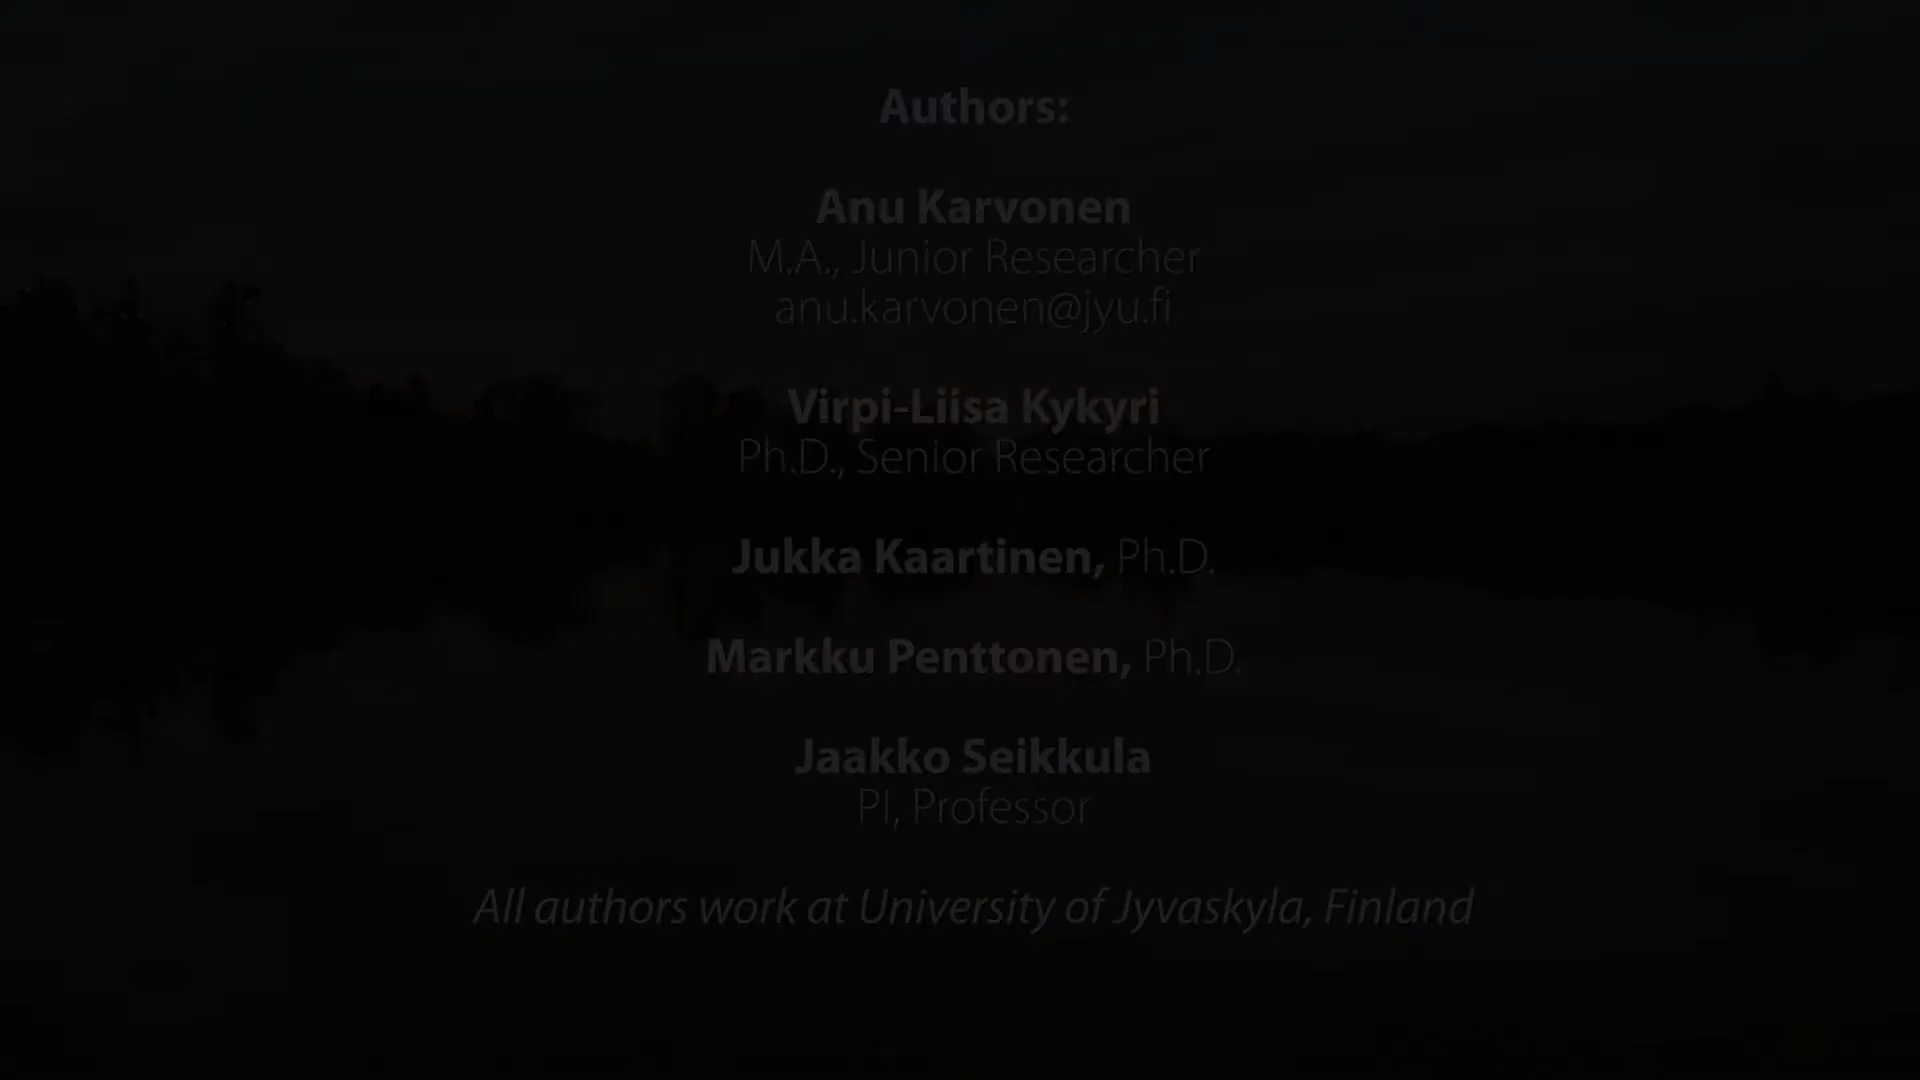 Authors:
Anu Karvonen
M.A., Junior Researcher
anu.karvonen@jyu.fi
Virpi-Liisa Kykyri
Ph.D., Senior Researcher
Jukka Kaartinen, Ph.D.
Markku Penttonen, Ph.D.
Jaakko Seikkula
PI, Professor
All authors work at University of Jyvaskyla, Finland